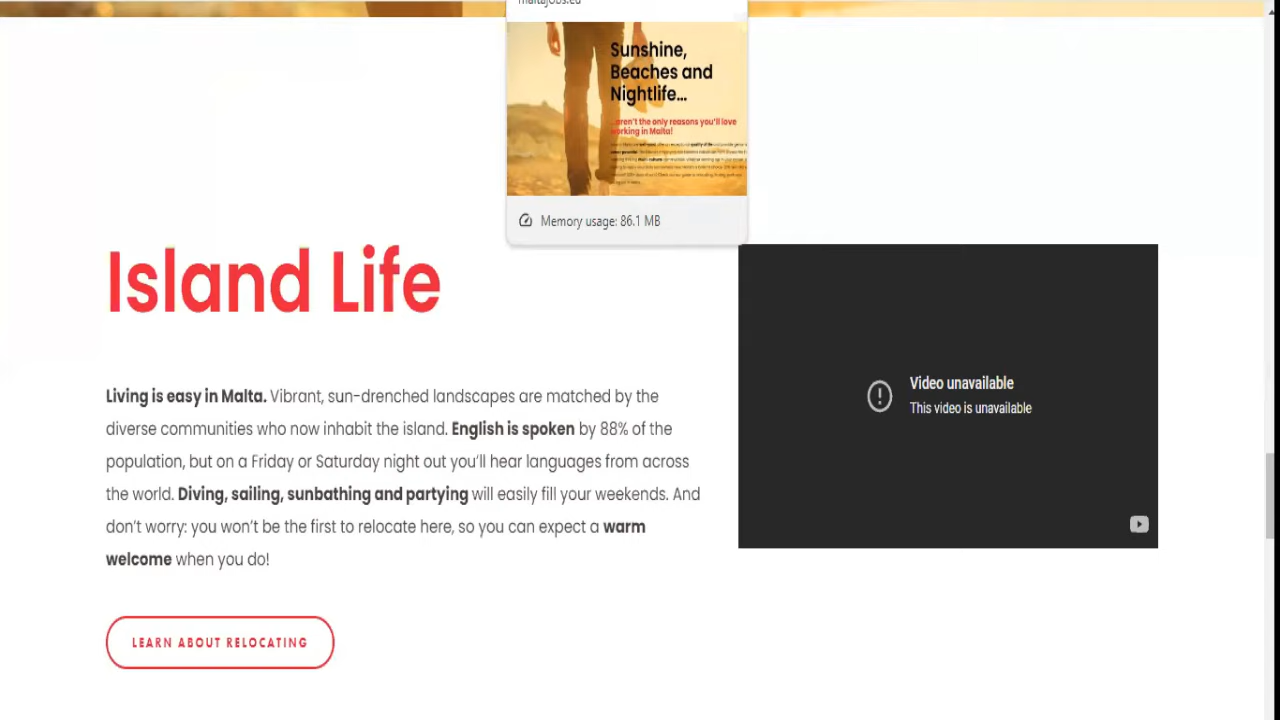 maltajobs.eu
Sunshine,
Beaches and
Nightlife...
...aren't the only reasons you'll love
working in Malta!
Memory usage: 86.1 MB
Island Life
Living is easy in Malta. Vibrant, sun-drenched landscapes are matched by the
diverse communities who now inhabit the island. English is spoken by 88% of the
population, but on a Friday or Saturday night out you'll hear languages from across
the world. Diving, sailing, sunbathing and partying will easily fill your weekends. And
don't worry: you won't be the first to relocate here, so you can expect a warm
welcome when you do!
LEARN ABOUT RELOCATING
Video unavailable
This video is unavailable